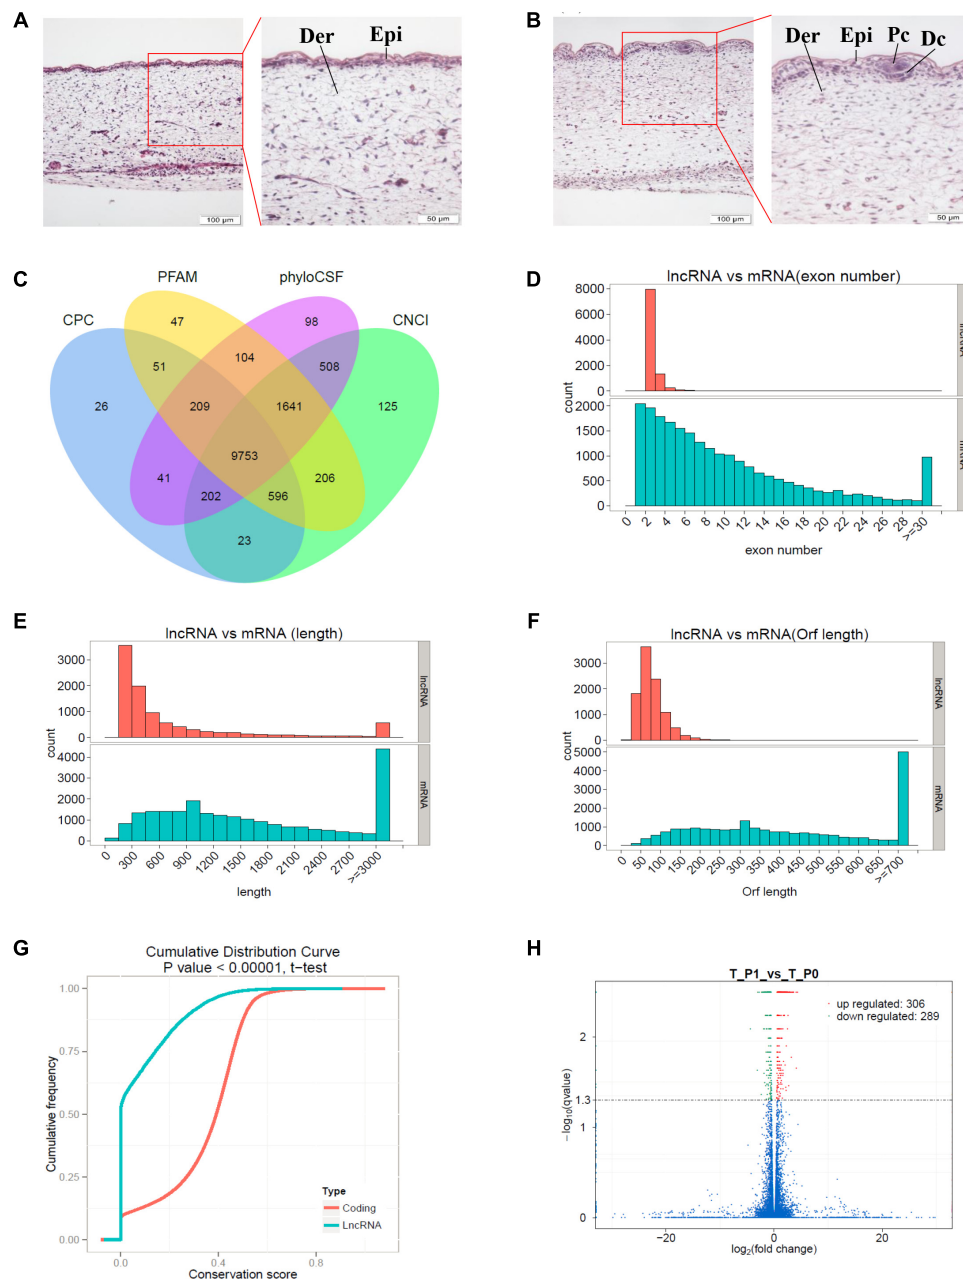 A
Der
Epi
100 μm
50 μm
B
Der
Epi
Pc
Dc
100 μm
50 μm
C
PFAM
phyloCSF
CPC
CNCI
47
98
51
104
508
26
209
1641
125
9753
41
202
596
206
23
D
lncRNA vs mRNA(exon number)
8000
6000
4000
2000
0
count
2000
1500
1000
500
0
0
2
4
6
8
10
12
14
16
18
20
22
24
26
28
>=30
exon number
E
lncRNA vs mRNA (length)
3000
2000
1000
0
lncRNA
count
4000
3000
2000
1000
0
mRNA
0
300
600
900
1200
1500
1800
2100
2400
2700
>=3000
length
F
lncRNA vs mRNA(Orf length)
3000
2000
1000
0
lncRNA
count
5000
4000
3000
2000
1000
0
mRNA
0
50
100
150
200
250
300
350
400
450
500
550
600
650
>=700
Orf length
G
Cumulative Distribution Curve
P value < 0.00001, t−test
1.00
0.75
0.50
0.25
0.00
Cumulative frequency
Type
Coding
LncRNA
0.0
0.4
0.8
Conservation score
H
T_P1_vs_T_P0
up regulated: 306
down regulated: 289
2
1.3
1
0
−log10(qvalue)
−20
0
20
log2(fold change)